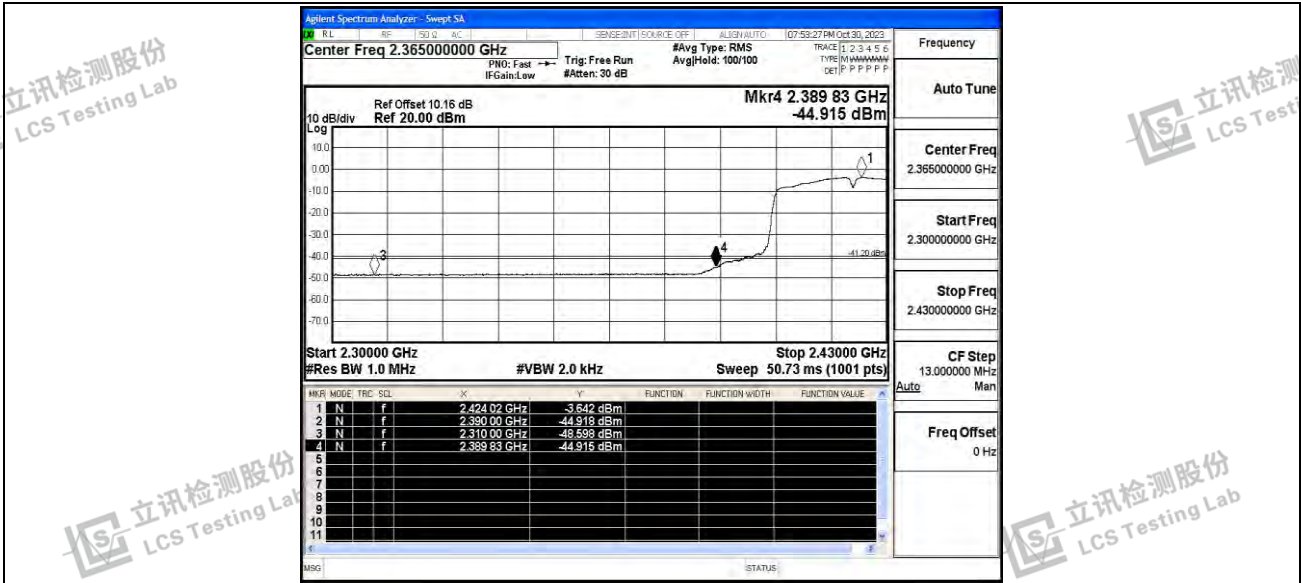 Agilent Spectrum Analyzer - Swept SA
RL RF 50 Ω AC SENSE:INT SOURCE OFF ALIGN AUTO 07:53:27 PM Oct 30, 2023
Center Freq 2.365000000 GHz
PNO: Fast
IFGain:Low
Trig: Free Run
#Atten: 30 dB
#Avg Type: RMS
Avg|Hold: 100/100
TRACE 1 2 3 4 5 6
TYPE M WWWWW
DET P P P P P P
Frequency
Auto Tune
Mkr4 2.389 83 GHz
-44.915 dBm
Ref Offset 10.16 dB
10 dB/div Ref 20.00 dBm
Log
10.0
0.00
-10.0
-20.0
-30.0
-40.0
-50.0
-60.0
-70.0
1
3
4
-41.20 dBm
Start 2.30000 GHz Stop 2.43000 GHz
#Res BW 1.0 MHz #VBW 2.0 kHz Sweep 50.73 ms (1001 pts)
Center Freq
2.365000000 GHz
Start Freq
2.300000000 GHz
Stop Freq
2.430000000 GHz
CF Step
13.000000 MHz
Auto Man
Freq Offset
0 Hz
MKR MODE TRC SCL X Y FUNCTION FUNCTION WIDTH FUNCTION VALUE
1 N f 2.424 02 GHz -3.642 dBm
2 N f 2.390 00 GHz -44.918 dBm
3 N f 2.310 00 GHz -48.598 dBm
4 N f 2.389 83 GHz -44.915 dBm
5
6
7
8
9
10
11
MSG STATUS
立讯检测股份
LCS Testing Lab
立讯检测
LCS Testi
立讯检测股份
LCS Testing Lab
立讯检测股份
LCS Testing Lab